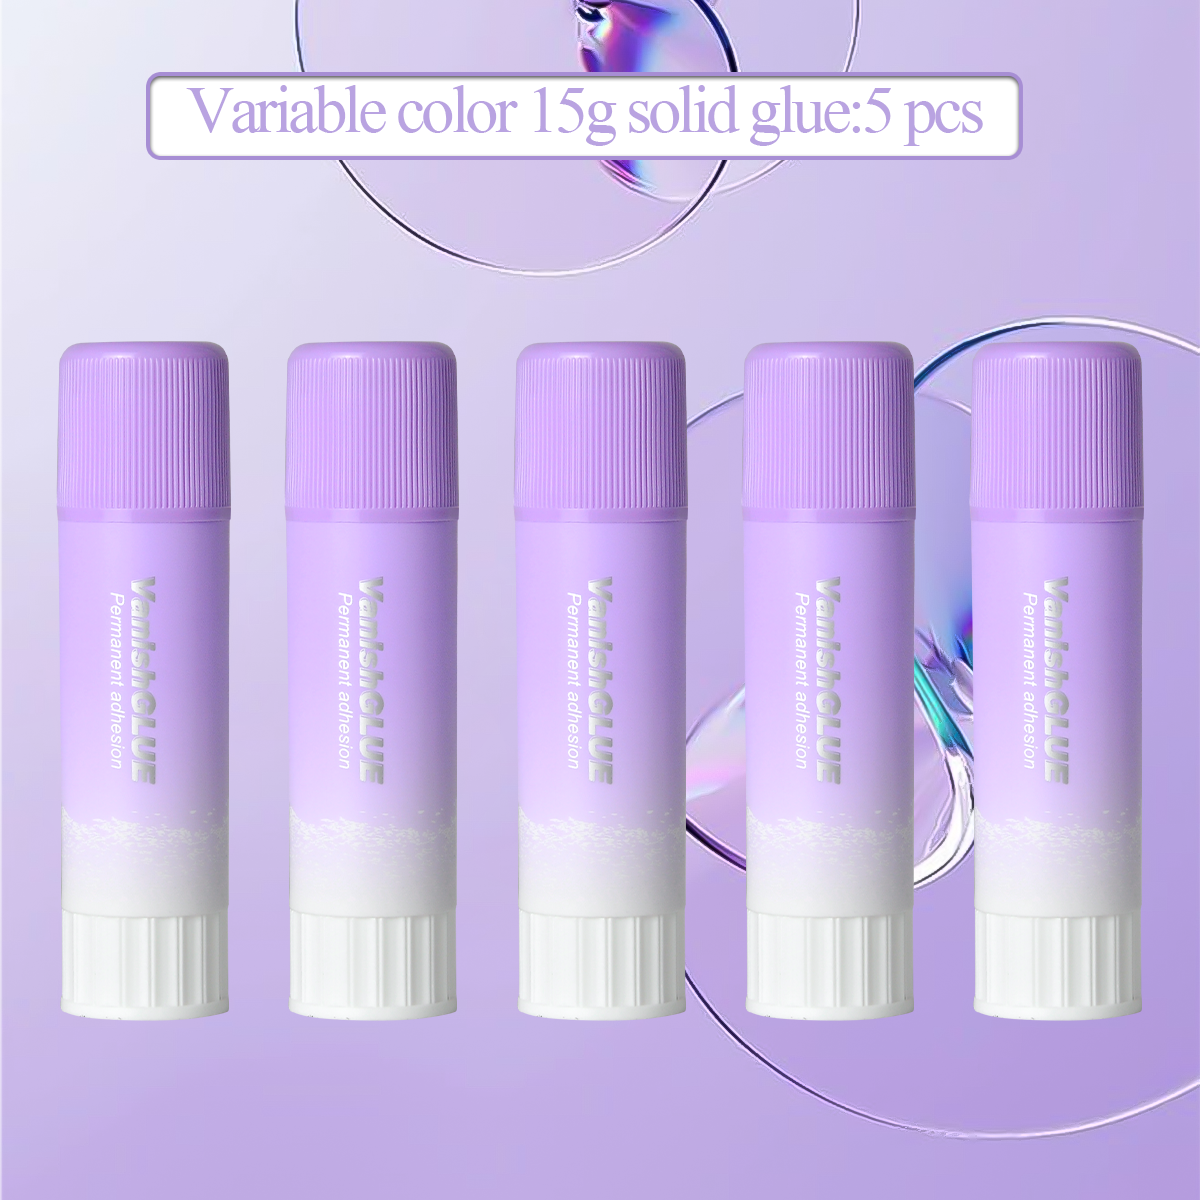 Variable color 15g solid glue:5 pcs
VanishGLUE
Permanent adhesion
VanishGLUE
Permanent adhesion
VanishGLUE
Permanent adhesion
VanishGLUE
Permanent adhesion
VanishGLUE
Permanent adhesion